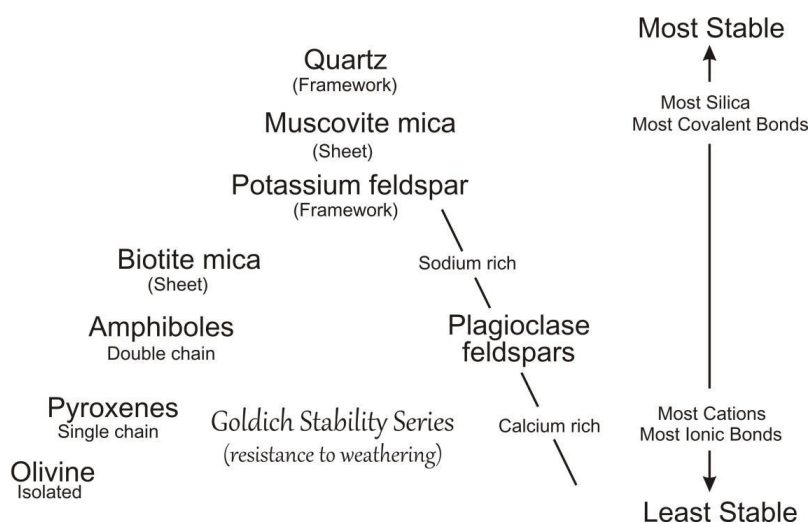 Most Stable
Quartz
(Framework)
Most Silica
Most Covalent Bonds
Muscovite mica
(Sheet)
Potassium feldspar
(Framework)
Biotite mica
(Sheet)
Sodium rich
Amphiboles
Double chain
Plagioclase
feldspars
Pyroxenes
Single chain
Goldich Stability Series
(resistance to weathering)
Calcium rich
Most Cations
Most Ionic Bonds
Olivine
Isolated
Least Stable